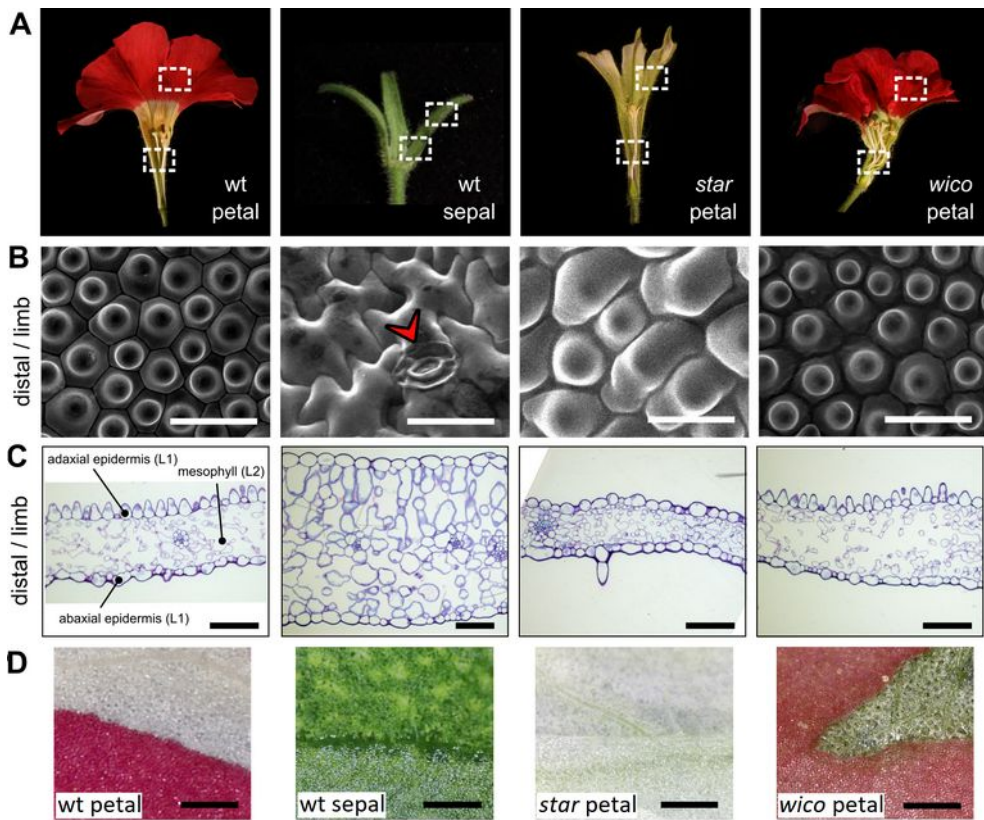 A
wt
petal
wt
sepal
star
petal
wico
petal
B
distal / limb
C
distal / limb
adaxial epidermis (L1)
mesophyll (L2)
abaxial epidermis (L1)
D
wt petal
wt sepal
star petal
wico petal